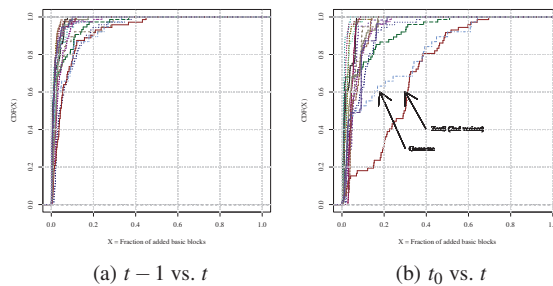 1.0
0.8
0.6
0.4
0.2
0.0
CDF(X)
0.0 0.2 0.4 0.6 0.8 1.0
X = Fraction of added basic blocks
(a) t − 1 vs. t
1.0
0.8
0.6
0.4
0.2
0.0
CDF(X)
ZeuS (2nd variant)
Gamarue
0.0 0.2 0.4 0.6 0.8 1.0
X = Fraction of added basic blocks
(b) t₀ vs. t